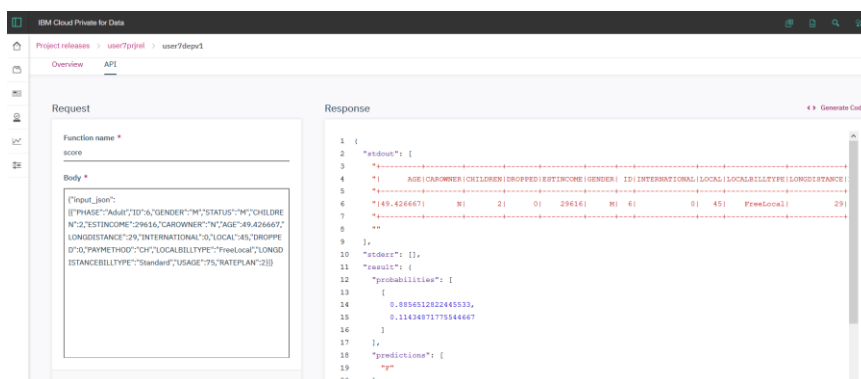 IBM Cloud Private for Data
Project releases > user7prjrel > user7depv1
Overview API
Request
Function name *
score
Body *
{"input_json":
[{"PHASE":"Adult","ID":6,"GENDER":"M","STATUS":"M","CHILDRE
N":2,"ESTINCOME":29616,"CAROWNER":"N","AGE":49.426667,"
LONGDISTANCE":29,"INTERNATIONAL":0,"LOCAL":45,"DROPPE
D":0,"PAYMETHOD":"CH","LOCALBILLTYPE":"FreeLocal","LONGD
ISTANCEBILLTYPE":"Standard","USAGE":75,"RATEPLAN":2}]}
Response
Generate Cod
1 {
2 "stdout": [
3 "+--------+--------+--------+-------+---------+------+---+-------------+-----+-------------+------------+
4 "| AGE|CAROWNER|CHILDREN|DROPPED|ESTINCOME|GENDER| ID|INTERNATIONAL|LOCAL|LOCALBILLTYPE|LONGDISTANCE|
5 "+--------+--------+--------+-------+---------+------+---+-------------+-----+-------------+------------+
6 "|49.426667| N| 2| 0| 29616| M| 6| 0| 45| FreeLocal| 29|
7 "+--------+--------+--------+-------+---------+------+---+-------------+-----+-------------+------------+
8 ""
9 ],
10 "stderr": [],
11 "result": {
12 "probabilities": [
13 [
14 0.8856512822445533,
15 0.11434871775544667
16 ]
17 ],
18 "predictions": [
19 "F"